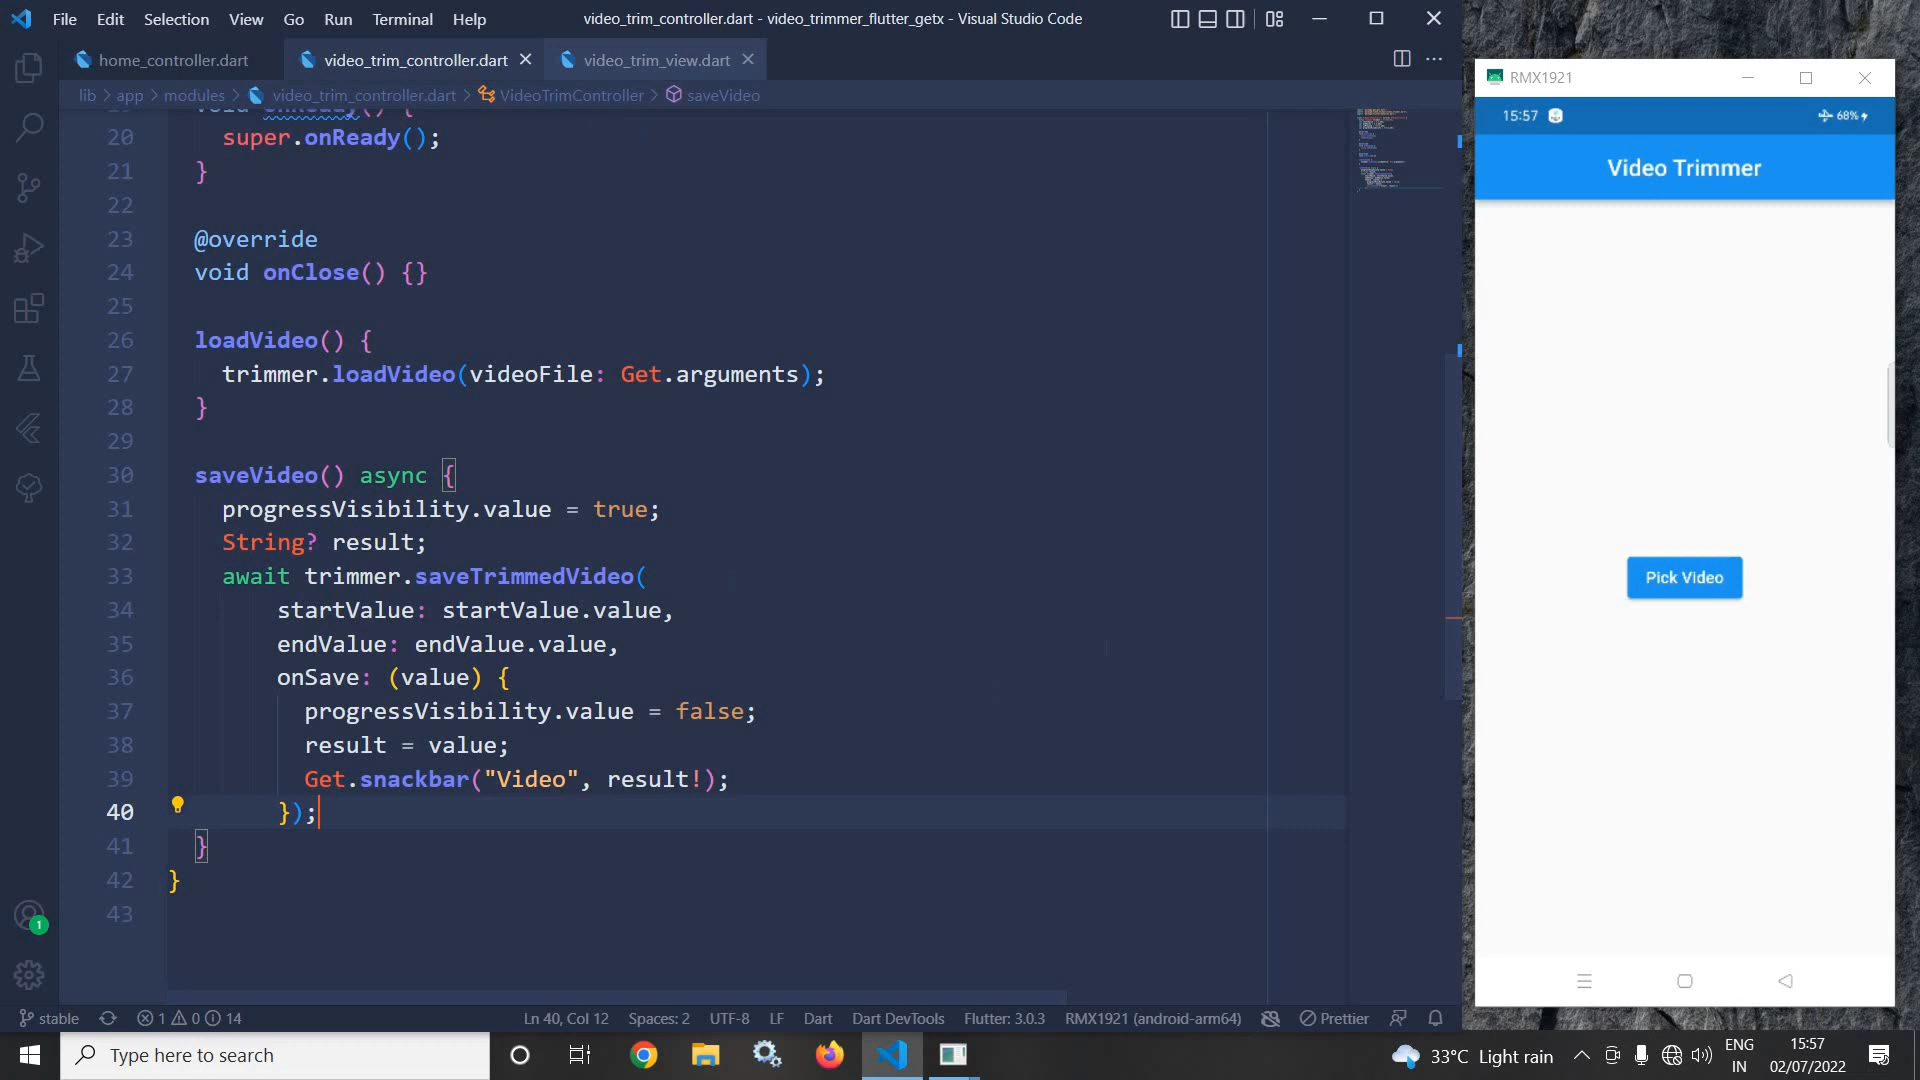 File Edit Selection View Go Run Terminal Help
video_trim_controller.dart - video_trimmer_flutter_getx - Visual Studio Code
home_controller.dart
video_trim_controller.dart
video_trim_view.dart
lib > app > modules > video_trim_controller.dart > VideoTrimController > saveVideo
19 void onReady() {
20 super.onReady();
21 }
22
23 @override
24 void onClose() {}
25
26 loadVideo() {
27 trimmer.loadVideo(videoFile: Get.arguments);
28 }
29
30 saveVideo() async {
31 progressVisibility.value = true;
32 String? result;
33 await trimmer.saveTrimmedVideo(
34 startValue: startValue.value,
35 endValue: endValue.value,
36 onSave: (value) {
37 progressVisibility.value = false;
38 result = value;
39 Get.snackbar("Video", result!);
40 });
41 }
42 }
43
1
stable 1 0 14
Ln 40, Col 12 Spaces: 2 UTF-8 LF Dart Dart DevTools Flutter: 3.0.3 RMX1921 (android-arm64) Prettier
RMX1921
15:57 68%
Video Trimmer
Pick Video
Type here to search
33°C Light rain
ENG
IN
15:57
02/07/2022